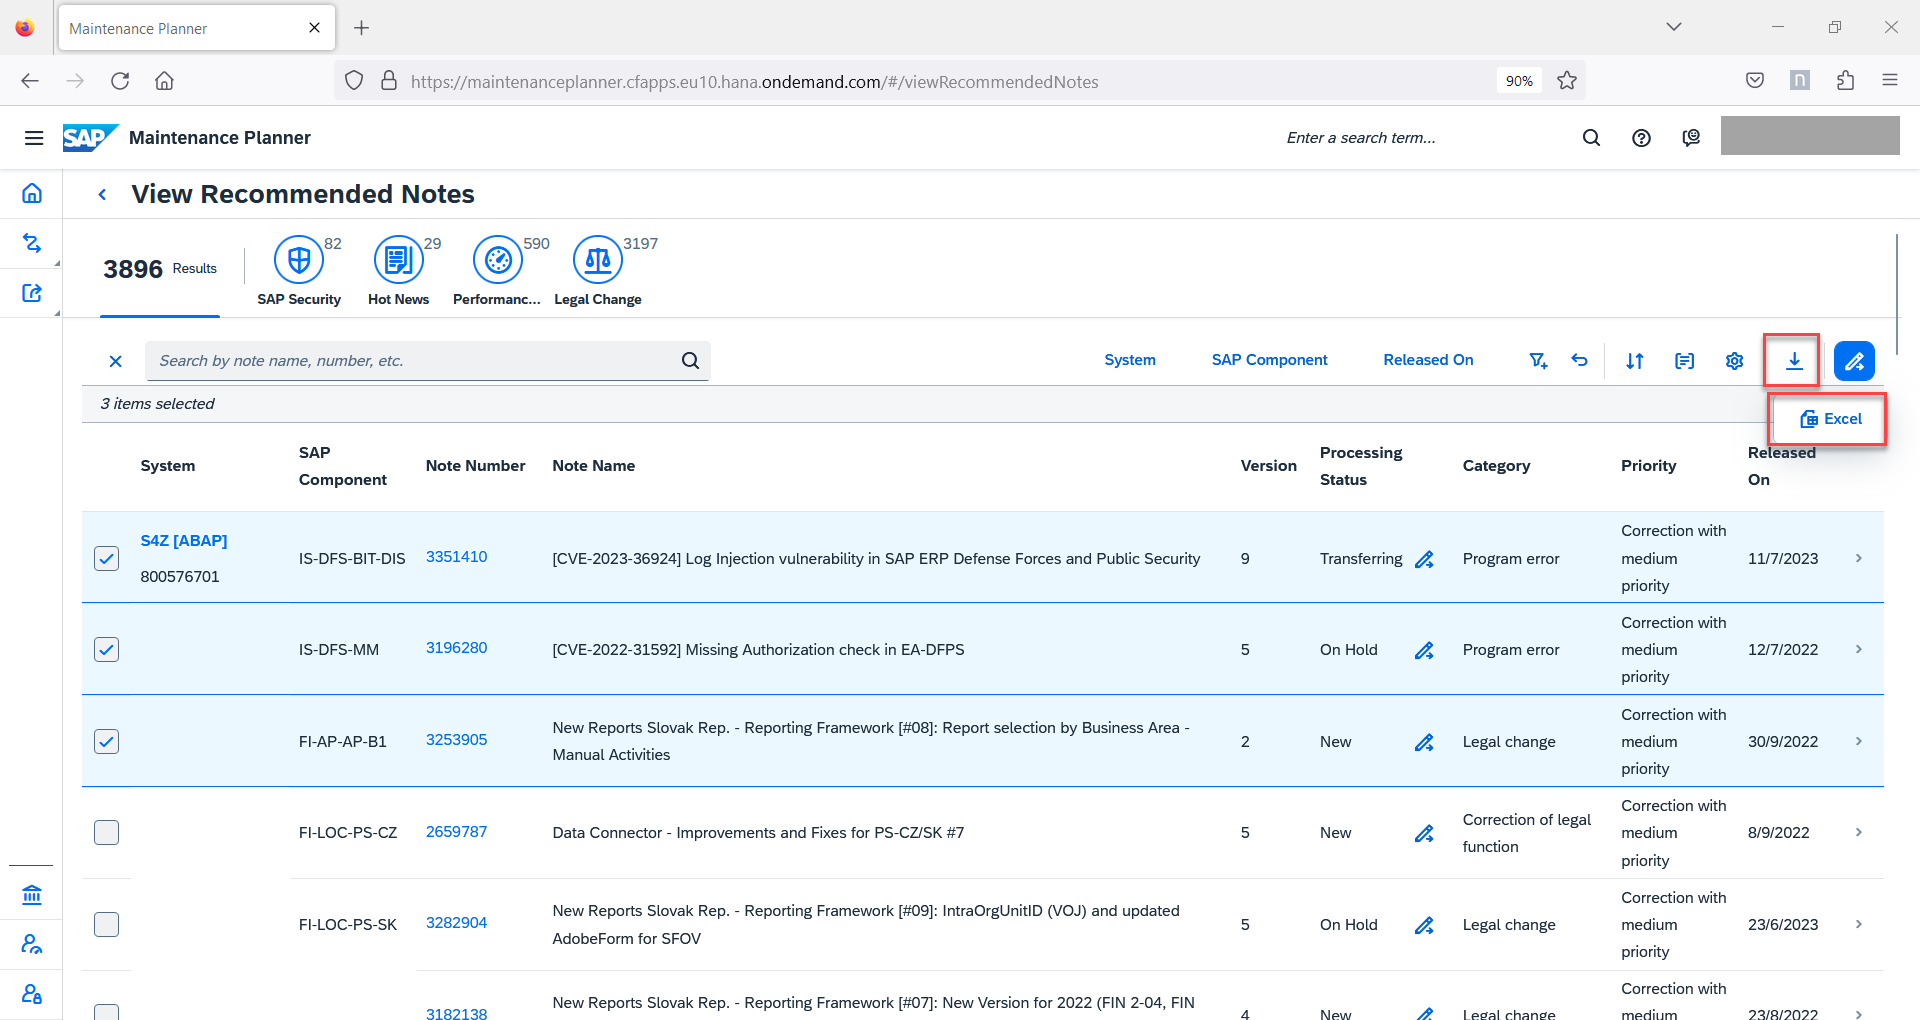 Maintenance Planner
https://maintenanceplanner.cfapps.eu10.hana.ondemand.com/#/viewRecommendedNotes
90%
n
SAP Maintenance Planner
Enter a search term...
View Recommended Notes
3896 Results
82
SAP Security
29
Hot News
590
Performanc...
3197
Legal Change
Search by note name, number, etc.
System SAP Component Released On
Excel
3 items selected
System SAP Component Note Number Note Name Version Processing Status Category Priority Released On
S4Z [ABAP]
800576701
IS-DFS-BIT-DIS 3351410 [CVE-2023-36924] Log Injection vulnerability in SAP ERP Defense Forces and Public Security 9 Transferring Program error Correction with medium priority 11/7/2023
IS-DFS-MM 3196280 [CVE-2022-31592] Missing Authorization check in EA-DFPS 5 On Hold Program error Correction with medium priority 12/7/2022
FI-AP-AP-B1 3253905 New Reports Slovak Rep. - Reporting Framework [#08]: Report selection by Business Area - Manual Activities 2 New Legal change Correction with medium priority 30/9/2022
FI-LOC-PS-CZ 2659787 Data Connector - Improvements and Fixes for PS-CZ/SK #7 5 New Correction of legal function Correction with medium priority 8/9/2022
FI-LOC-PS-SK 3282904 New Reports Slovak Rep. - Reporting Framework [#09]: IntraOrgUnitID (VOJ) and updated AdobeForm for SFOV 5 On Hold Legal change Correction with medium priority 23/6/2023
3182138 New Reports Slovak Rep. - Reporting Framework [#07]: New Version for 2022 (FIN 2-04, FIN 4 New Legal change Correction with medium 23/8/2022